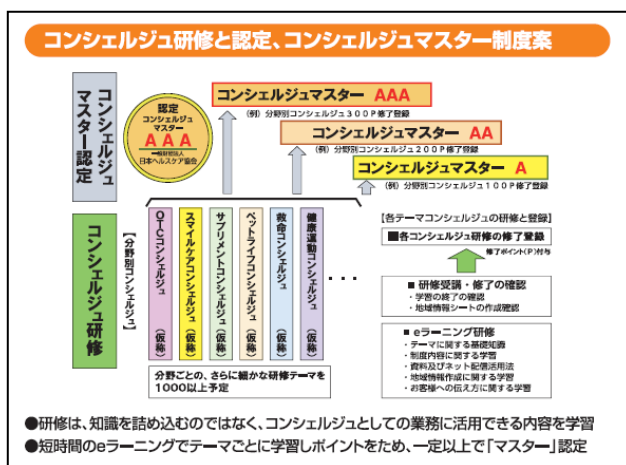 コンシェルジュ研修と認定、コンシェルジュマスター制度案
コンシェルジュ
マスター認定
認定
コンシェルジュ
マスター
AAA
一般財団法人
日本ヘルスケア協会
コンシェルジュマスター AAA
(例) 分野別コンシェルジュ300P修了登録
コンシェルジュマスター AA
(例) 分野別コンシェルジュ200P修了登録
コンシェルジュマスター A
(例) 分野別コンシェルジュ100P修了登録
コンシェルジュ研修
【分野別コンシェルジュ】
OTCコンシェルジュ(仮称)
スマイルケアコンシェルジュ(仮称)
サプリメントコンシェルジュ(仮称)
ペットライフコンシェルジュ(仮称)
救命コンシェルジュ(仮称)
健康運動コンシェルジュ(仮称)
・・・
分野ごとの、さらに細かな研修テーマを
1000以上予定
【各テーマコンシェルジュの研修と登録】
■各コンシェルジュ研修の修了登録
修了ポイント(P)付与
■ 研修受講・修了の確認
・学習の終了の確認
・地域情報シートの作成確認
■ eラーニング研修
・テーマに関する基礎知識
・制度内容に関する学習
・資料及びネット配信活用法
・地域情報作成に関する学習
・お客様への伝え方に関する学習
●研修は、知識を詰め込むのではなく、コンシェルジュとしての業務に活用できる内容を学習
●短時間のeラーニングでテーマごとに学習しポイントをため、一定以上で「マスター」認定